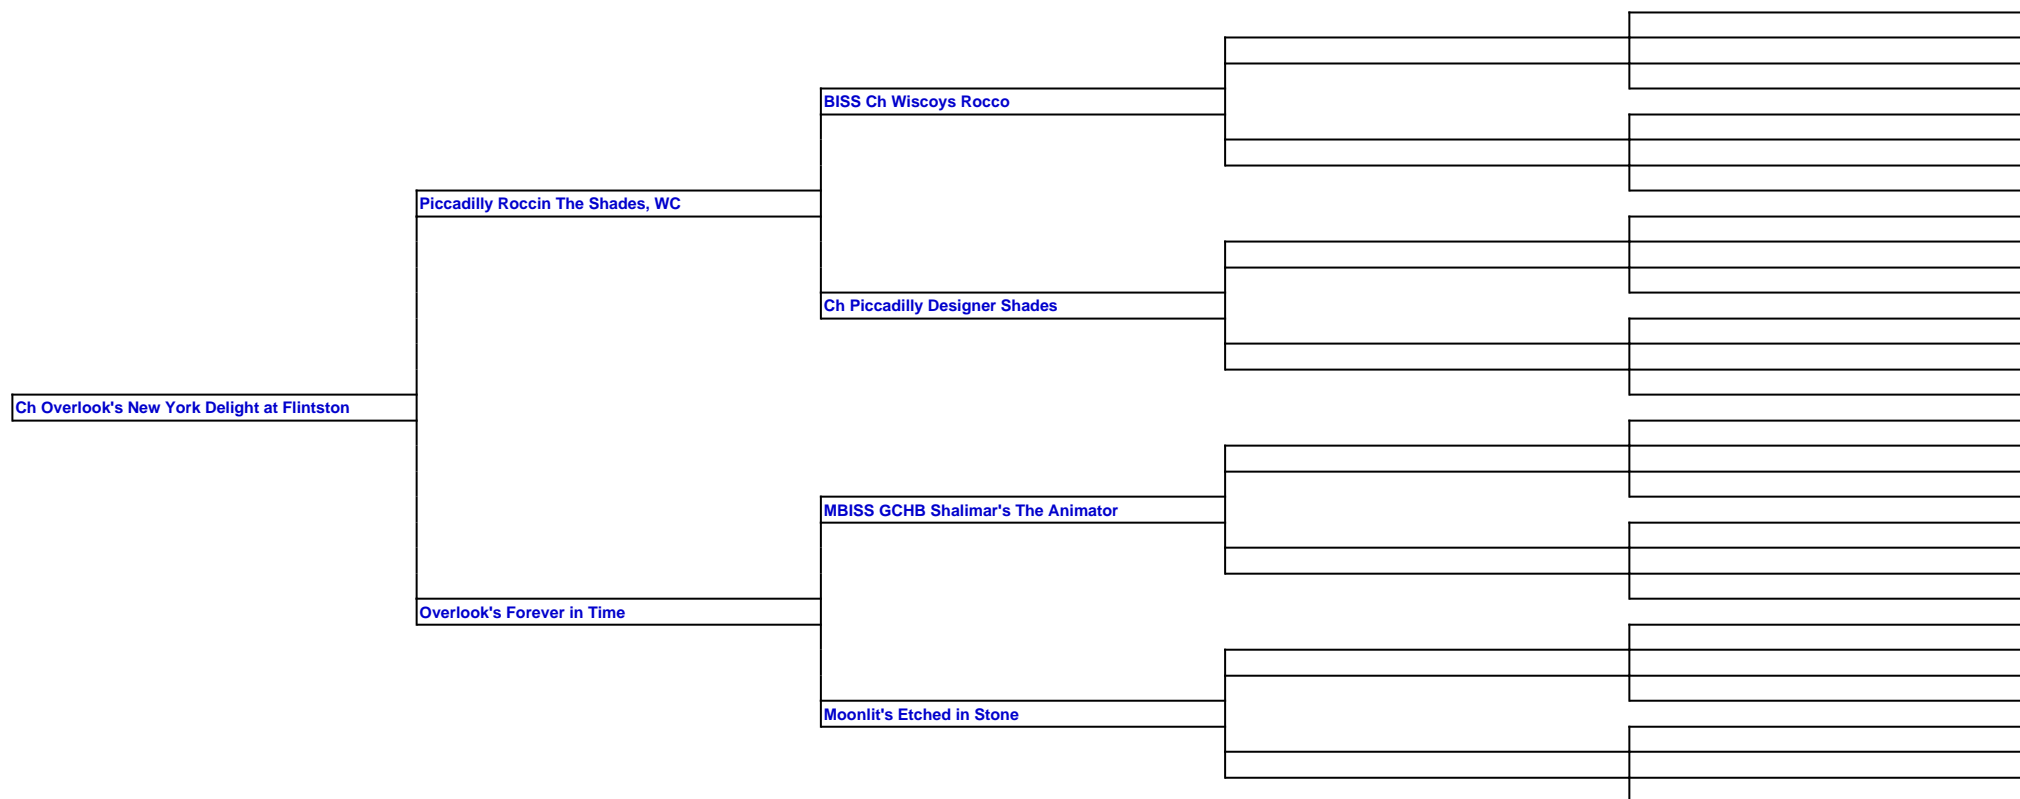 BISS Ch Wiscoys Rocco
Piccadilly Roccin The Shades, WC
Ch Piccadilly Designer Shades
Ch Overlook's New York Delight at Flintston
MBISS GCHB Shalimar's The Animator
Overlook's Forever in Time
Moonlit's Etched in Stone